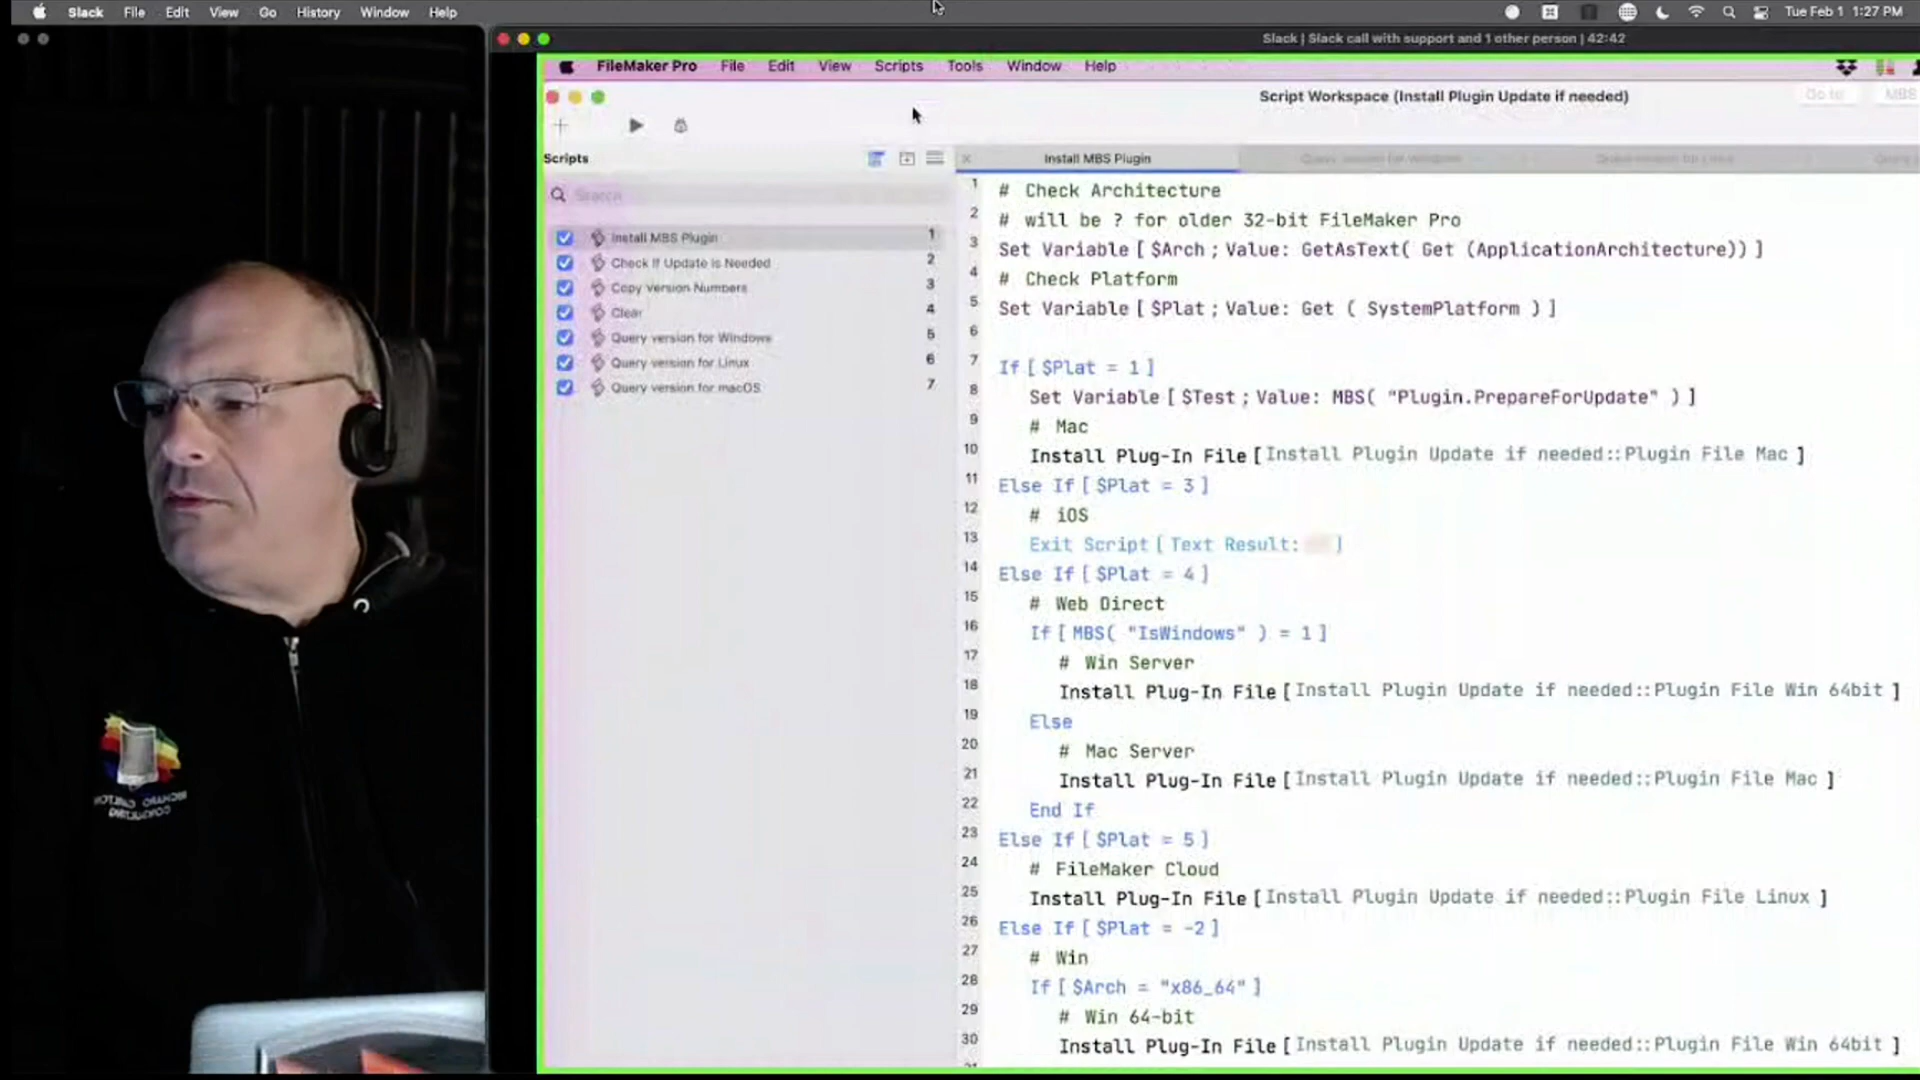 Slack File Edit View Go History Window Help
Tue Feb 1 1:27 PM
Slack | Slack call with support and 1 other person | 42:42
FileMaker Pro File Edit View Scripts Tools Window Help
Script Workspace (Install Plugin Update if needed)
Go to
MBS
Scripts
Install MBS Plugin
Search
Install MBS Plugin 1
Check if Update is Needed 2
Copy version Numbers 3
Clear 4
Query version for Windows 5
Query version for Linux 6
Query version for macOS 7
1 # Check Architecture
2 # will be ? for older 32-bit FileMaker Pro
3 Set Variable [ $Arch ; Value: GetAsText( Get (ApplicationArchitecture)) ]
4 # Check Platform
5 Set Variable [ $Plat ; Value: Get ( SystemPlatform ) ]
6
7 If [ $Plat = 1 ]
8 Set Variable [ $Test ; Value: MBS( "Plugin.PrepareForUpdate" ) ]
9 # Mac
10 Install Plug-In File [ Install Plugin Update if needed::Plugin File Mac ]
11 Else If [ $Plat = 3 ]
12 # iOS
13 Exit Script [ Text Result: ]
14 Else If [ $Plat = 4 ]
15 # Web Direct
16 If [ MBS( "IsWindows" ) = 1 ]
17 # Win Server
18 Install Plug-In File [ Install Plugin Update if needed::Plugin File Win 64bit ]
19 Else
20 # Mac Server
21 Install Plug-In File [ Install Plugin Update if needed::Plugin File Mac ]
22 End If
23 Else If [ $Plat = 5 ]
24 # FileMaker Cloud
25 Install Plug-In File [ Install Plugin Update if needed::Plugin File Linux ]
26 Else If [ $Plat = -2 ]
27 # Win
28 If [ $Arch = "x86_64" ]
29 # Win 64-bit
30 Install Plug-In File [ Install Plugin Update if needed::Plugin File Win 64bit ]